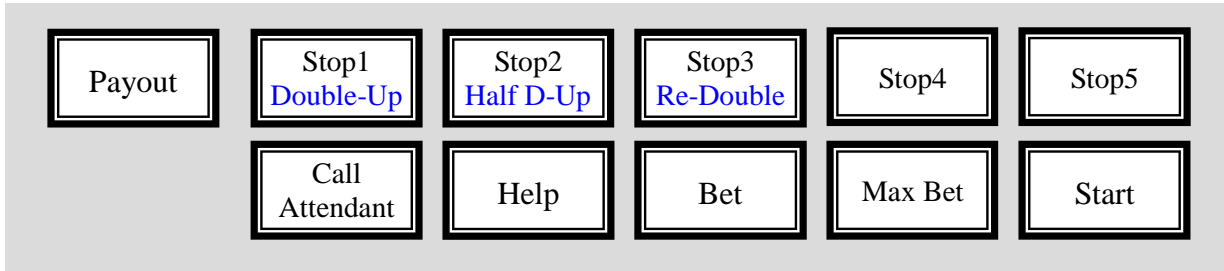 Payout
Stop1
Double-Up
Stop2
Half D-Up
Stop3
Re-Double
Stop4
Stop5
Call
Attendant
Help
Bet
Max Bet
Start